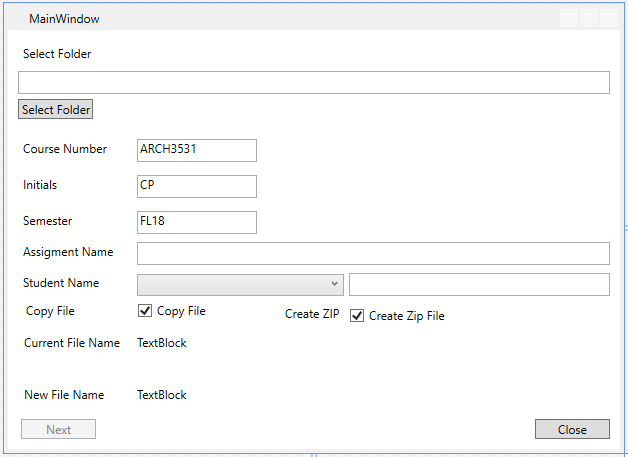 MainWindow
Select Folder
Select Folder
Course Number ARCH3531
Initials CP
Semester FL18
Assigment Name
Student Name
Copy File Copy File Create ZIP Create Zip File
Current File Name TextBlock
New File Name TextBlock
Next Close